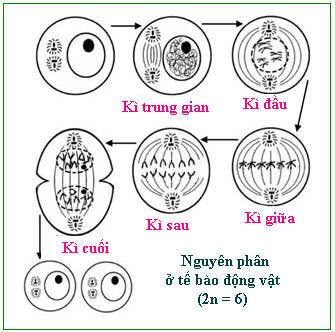 Kì trung gian
Kì đầu
Kì cuối
Kì sau
Kì giữa
Nguyên phân
ở tế bào động vật
(2n = 6)